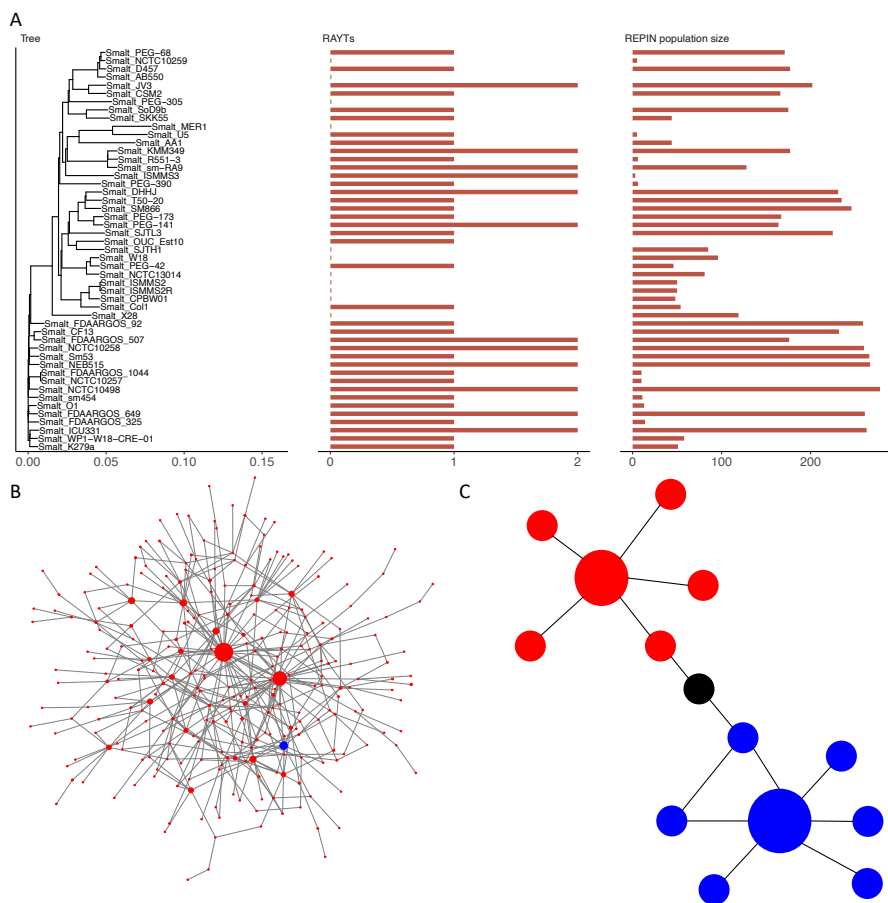 A
Tree
RAYTs
REPIN population size
Smalt_PEG-68
Smalt_NCTC10259
Smalt_D457
Smalt_AB550
Smalt_JV3
Smalt_CSM2
Smalt_PEG-305
Smalt_SoD9b
Smalt_SKK55
Smalt_MER1
Smalt_U5
Smalt_AA1
Smalt_KMM349
Smalt_R551-3
Smalt_sm-RA9
Smalt_ISMMS3
Smalt_PEG-390
Smalt_DHHJ
Smalt_T50-20
Smalt_SM866
Smalt_PEG-173
Smalt_PEG-141
Smalt_SJTL3
Smalt_OUC_Est10
Smalt_SJTH1
Smalt_W18
Smalt_PEG-42
Smalt_NCTC13014
Smalt_ISMMS2
Smalt_ISMMS2R
Smalt_CPBW01
Smalt_Col1
Smalt_X28
Smalt_FDAARGOS_92
Smalt_CF13
Smalt_FDAARGOS_507
Smalt_NCTC10258
Smalt_Sm53
Smalt_NEB515
Smalt_FDAARGOS_1044
Smalt_NCTC10257
Smalt_NCTC10498
Smalt_sm454
Smalt_O1
Smalt_FDAARGOS_649
Smalt_FDAARGOS_325
Smalt_ICU331
Smalt_WP1-W18-CRE-01
Smalt_K279a
0.00 0.05 0.10 0.15
0 1 2
0 100 200
B
C